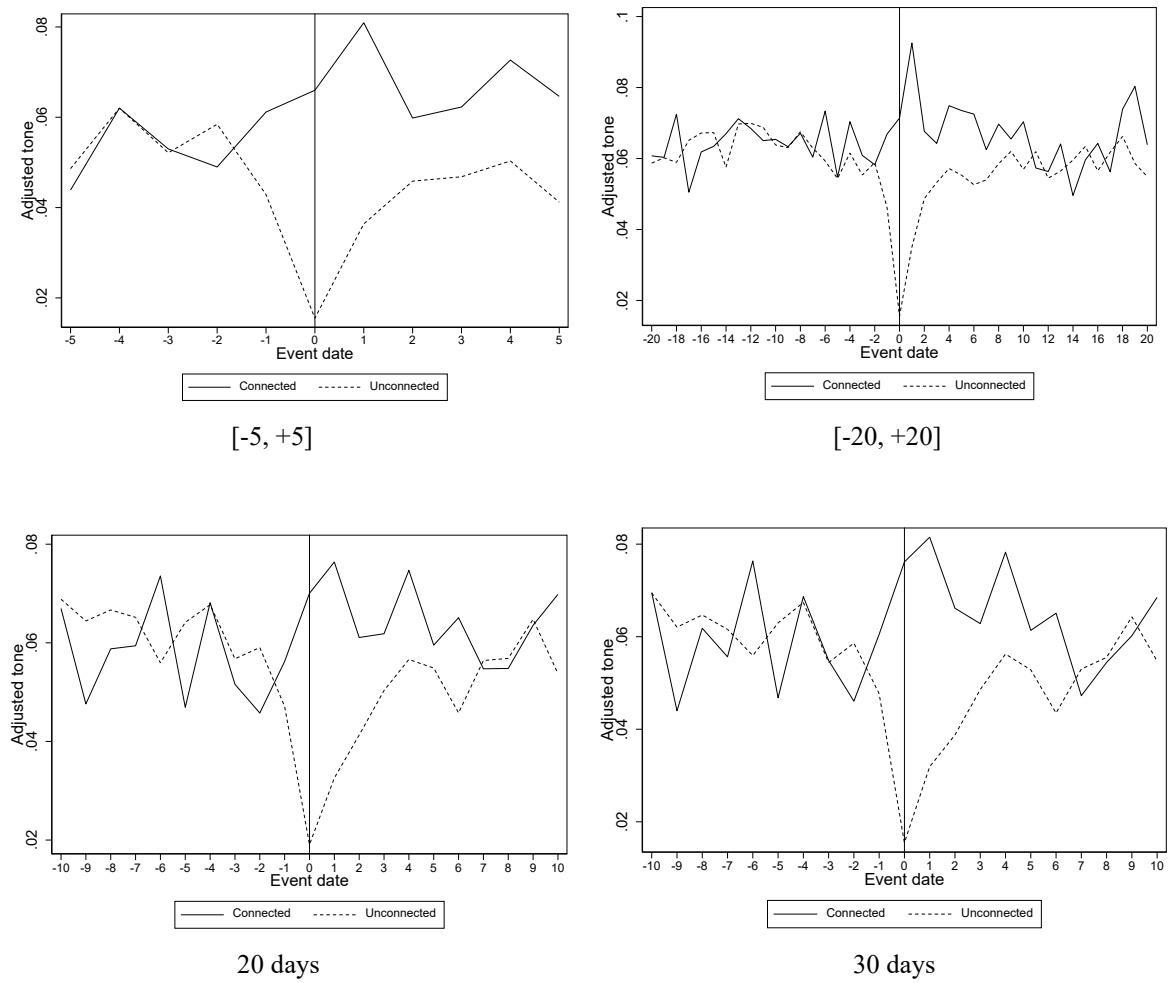 Adjusted tone
.02 .04 .06 .08
-5 -4 -3 -2 -1 0 1 2 3 4 5
Event date
Connected Unconnected
[-5, +5]
Adjusted tone
.02 .04 .06 .08 .1
-20 -18 -16 -14 -12 -10 -8 -6 -4 -2 0 2 4 6 8 10 12 14 16 18 20
Event date
Connected Unconnected
[-20, +20]
Adjusted tone
.02 .04 .06 .08
-10 -9 -8 -7 -6 -5 -4 -3 -2 -1 0 1 2 3 4 5 6 7 8 9 10
Event date
Connected Unconnected
20 days
Adjusted tone
.02 .04 .06 .08
-10 -9 -8 -7 -6 -5 -4 -3 -2 -1 0 1 2 3 4 5 6 7 8 9 10
Event date
Connected Unconnected
30 days